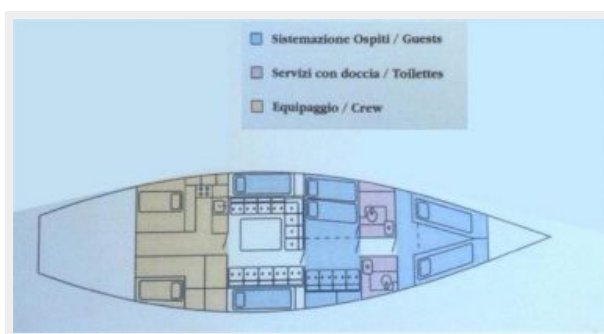 Sistemazione Ospiti / Guests
Servizi con doccia / Toilettes
Equipaggio / Crew